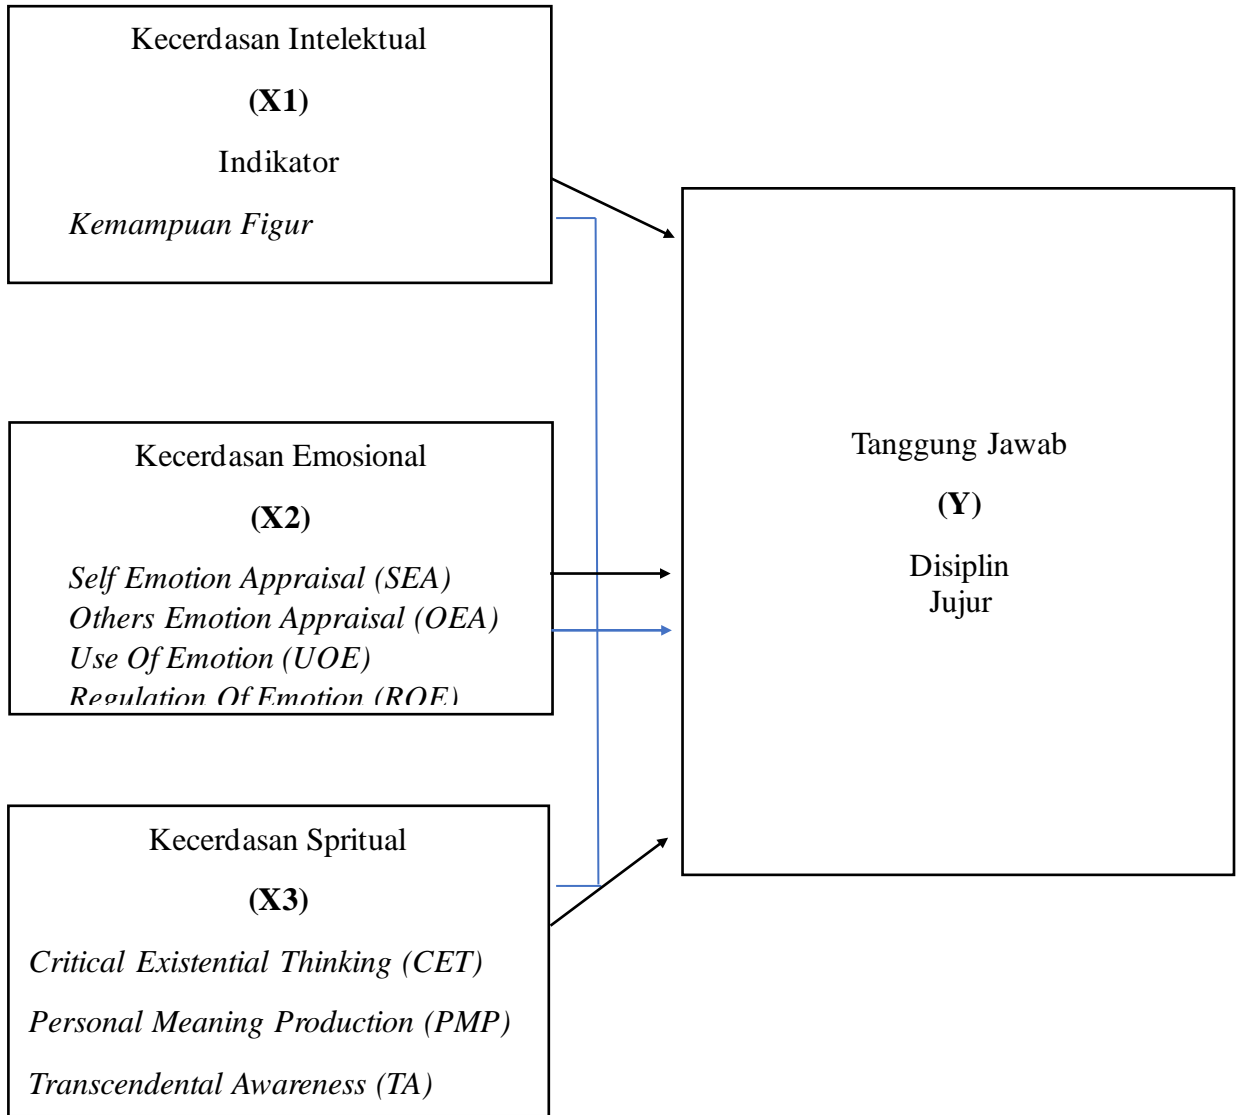 Kecerdasan Intelektual
(X1)
Indikator
Kemampuan Figur
Kecerdasan Emosional
(X2)
Self Emotion Appraisal (SEA)
Others Emotion Appraisal (OEA)
Use Of Emotion (UOE)
Regulation Of Emotion (ROE)
Kecerdasan Spritual
(X3)
Critical Existential Thinking (CET)
Personal Meaning Production (PMP)
Transcendental Awareness (TA)
Tanggung Jawab
(Y)
Disiplin
Jujur